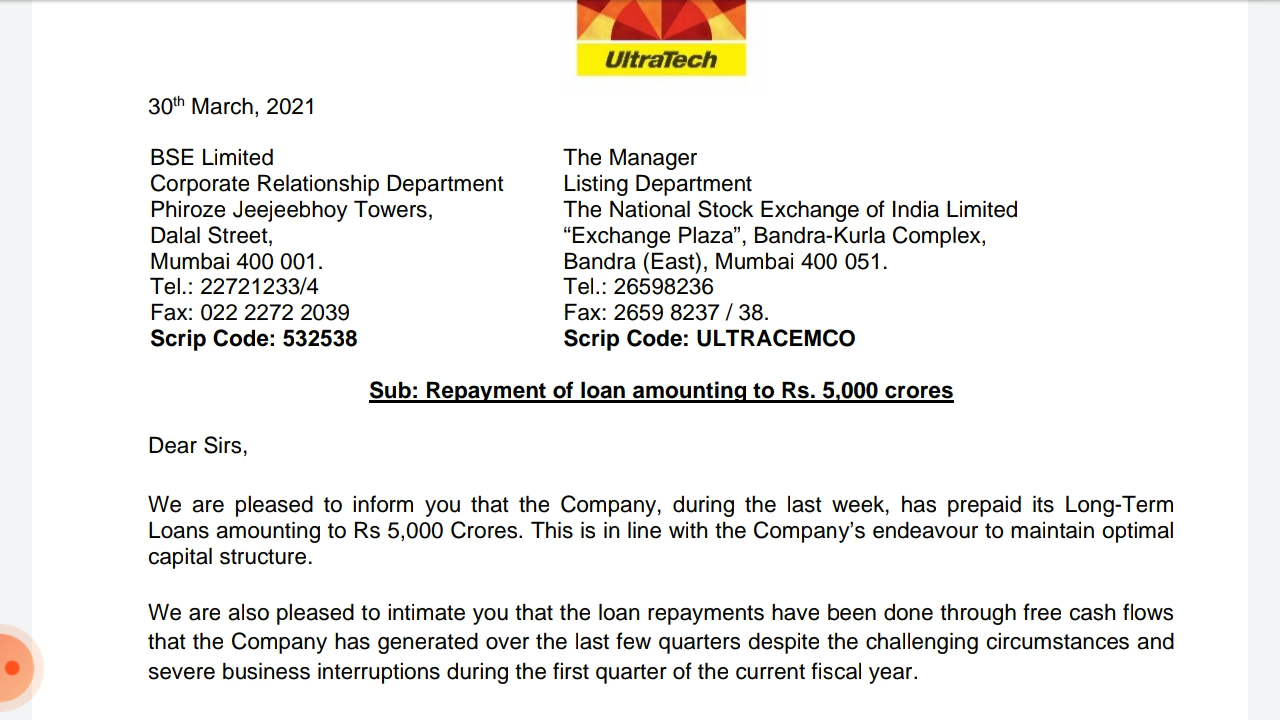 UltraTech
30th March, 2021
BSE Limited
Corporate Relationship Department
Phiroze Jeejeebhoy Towers,
Dalal Street,
Mumbai 400 001.
Tel.: 22721233/4
Fax: 022 2272 2039
Scrip Code: 532538
The Manager
Listing Department
The National Stock Exchange of India Limited
“Exchange Plaza”, Bandra-Kurla Complex,
Bandra (East), Mumbai 400 051.
Tel.: 26598236
Fax: 2659 8237 / 38.
Scrip Code: ULTRACEMCO
Sub: Repayment of loan amounting to Rs. 5,000 crores
Dear Sirs,
We are pleased to inform you that the Company, during the last week, has prepaid its Long-Term
Loans amounting to Rs 5,000 Crores. This is in line with the Company’s endeavour to maintain optimal
capital structure.
We are also pleased to intimate you that the loan repayments have been done through free cash flows
that the Company has generated over the last few quarters despite the challenging circumstances and
severe business interruptions during the first quarter of the current fiscal year.